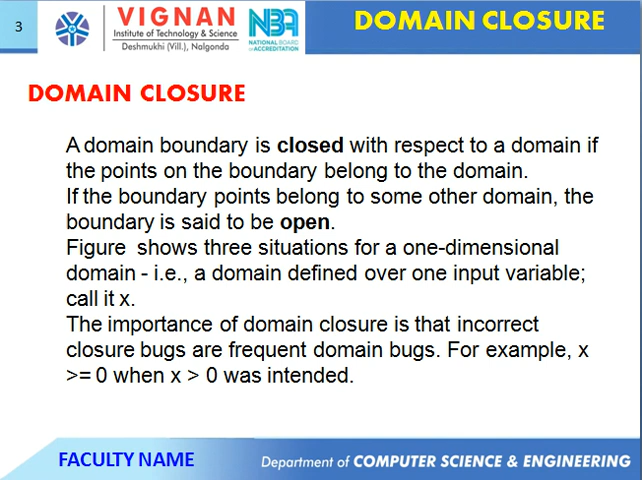 3
VIGNAN
Institute of Technology & Science
Deshmukhi (Vill.), Nalgonda
NBA
NATIONAL BOARD
of ACCREDITATION
DOMAIN CLOSURE
DOMAIN CLOSURE
A domain boundary is closed with respect to a domain if
the points on the boundary belong to the domain.
If the boundary points belong to some other domain, the
boundary is said to be open.
Figure shows three situations for a one-dimensional
domain - i.e., a domain defined over one input variable;
call it x.
The importance of domain closure is that incorrect
closure bugs are frequent domain bugs. For example, x
>= 0 when x > 0 was intended.
FACULTY NAME
Department of COMPUTER SCIENCE & ENGINEERING